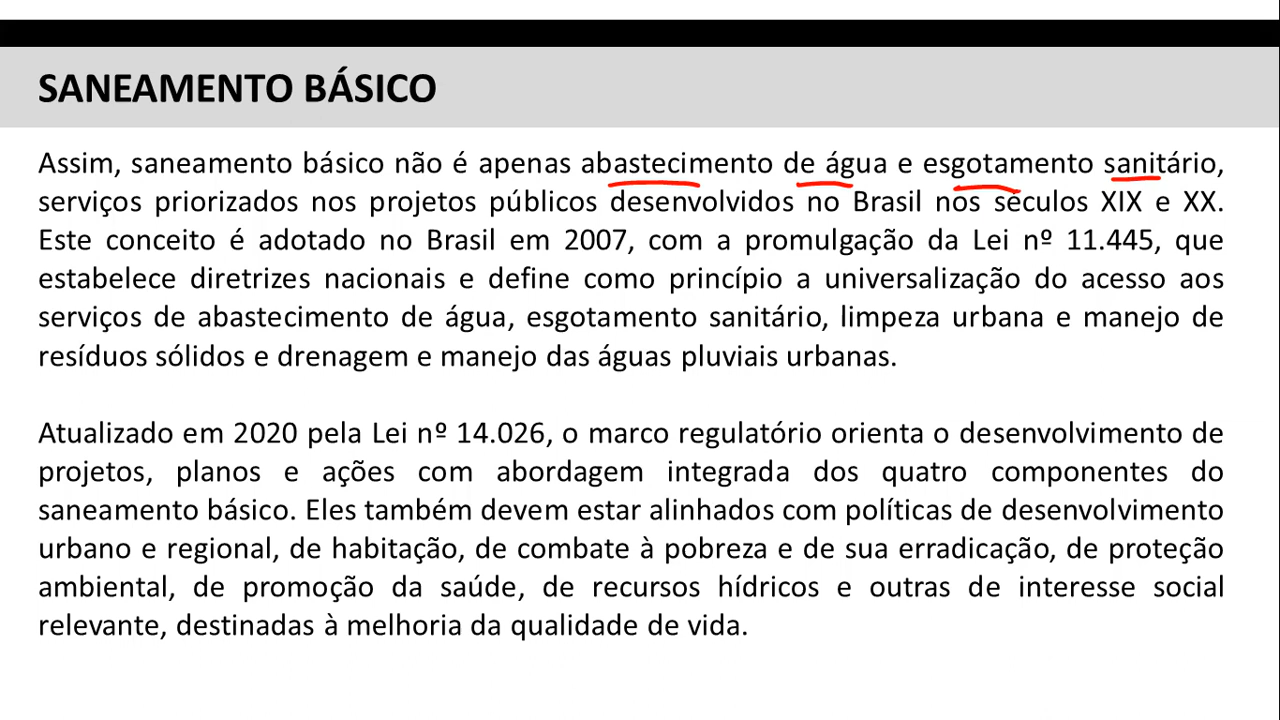 SANEAMENTO BÁSICO
Assim, saneamento básico não é apenas abastecimento de água e esgotamento sanitário,
serviços priorizados nos projetos públicos desenvolvidos no Brasil nos séculos XIX e XX.
Este conceito é adotado no Brasil em 2007, com a promulgação da Lei nº 11.445, que
estabelece diretrizes nacionais e define como princípio a universalização do acesso aos
serviços de abastecimento de água, esgotamento sanitário, limpeza urbana e manejo de
resíduos sólidos e drenagem e manejo das águas pluviais urbanas.
Atualizado em 2020 pela Lei nº 14.026, o marco regulatório orienta o desenvolvimento de
projetos, planos e ações com abordagem integrada dos quatro componentes do
saneamento básico. Eles também devem estar alinhados com políticas de desenvolvimento
urbano e regional, de habitação, de combate à pobreza e de sua erradicação, de proteção
ambiental, de promoção da saúde, de recursos hídricos e outras de interesse social
relevante, destinadas à melhoria da qualidade de vida.